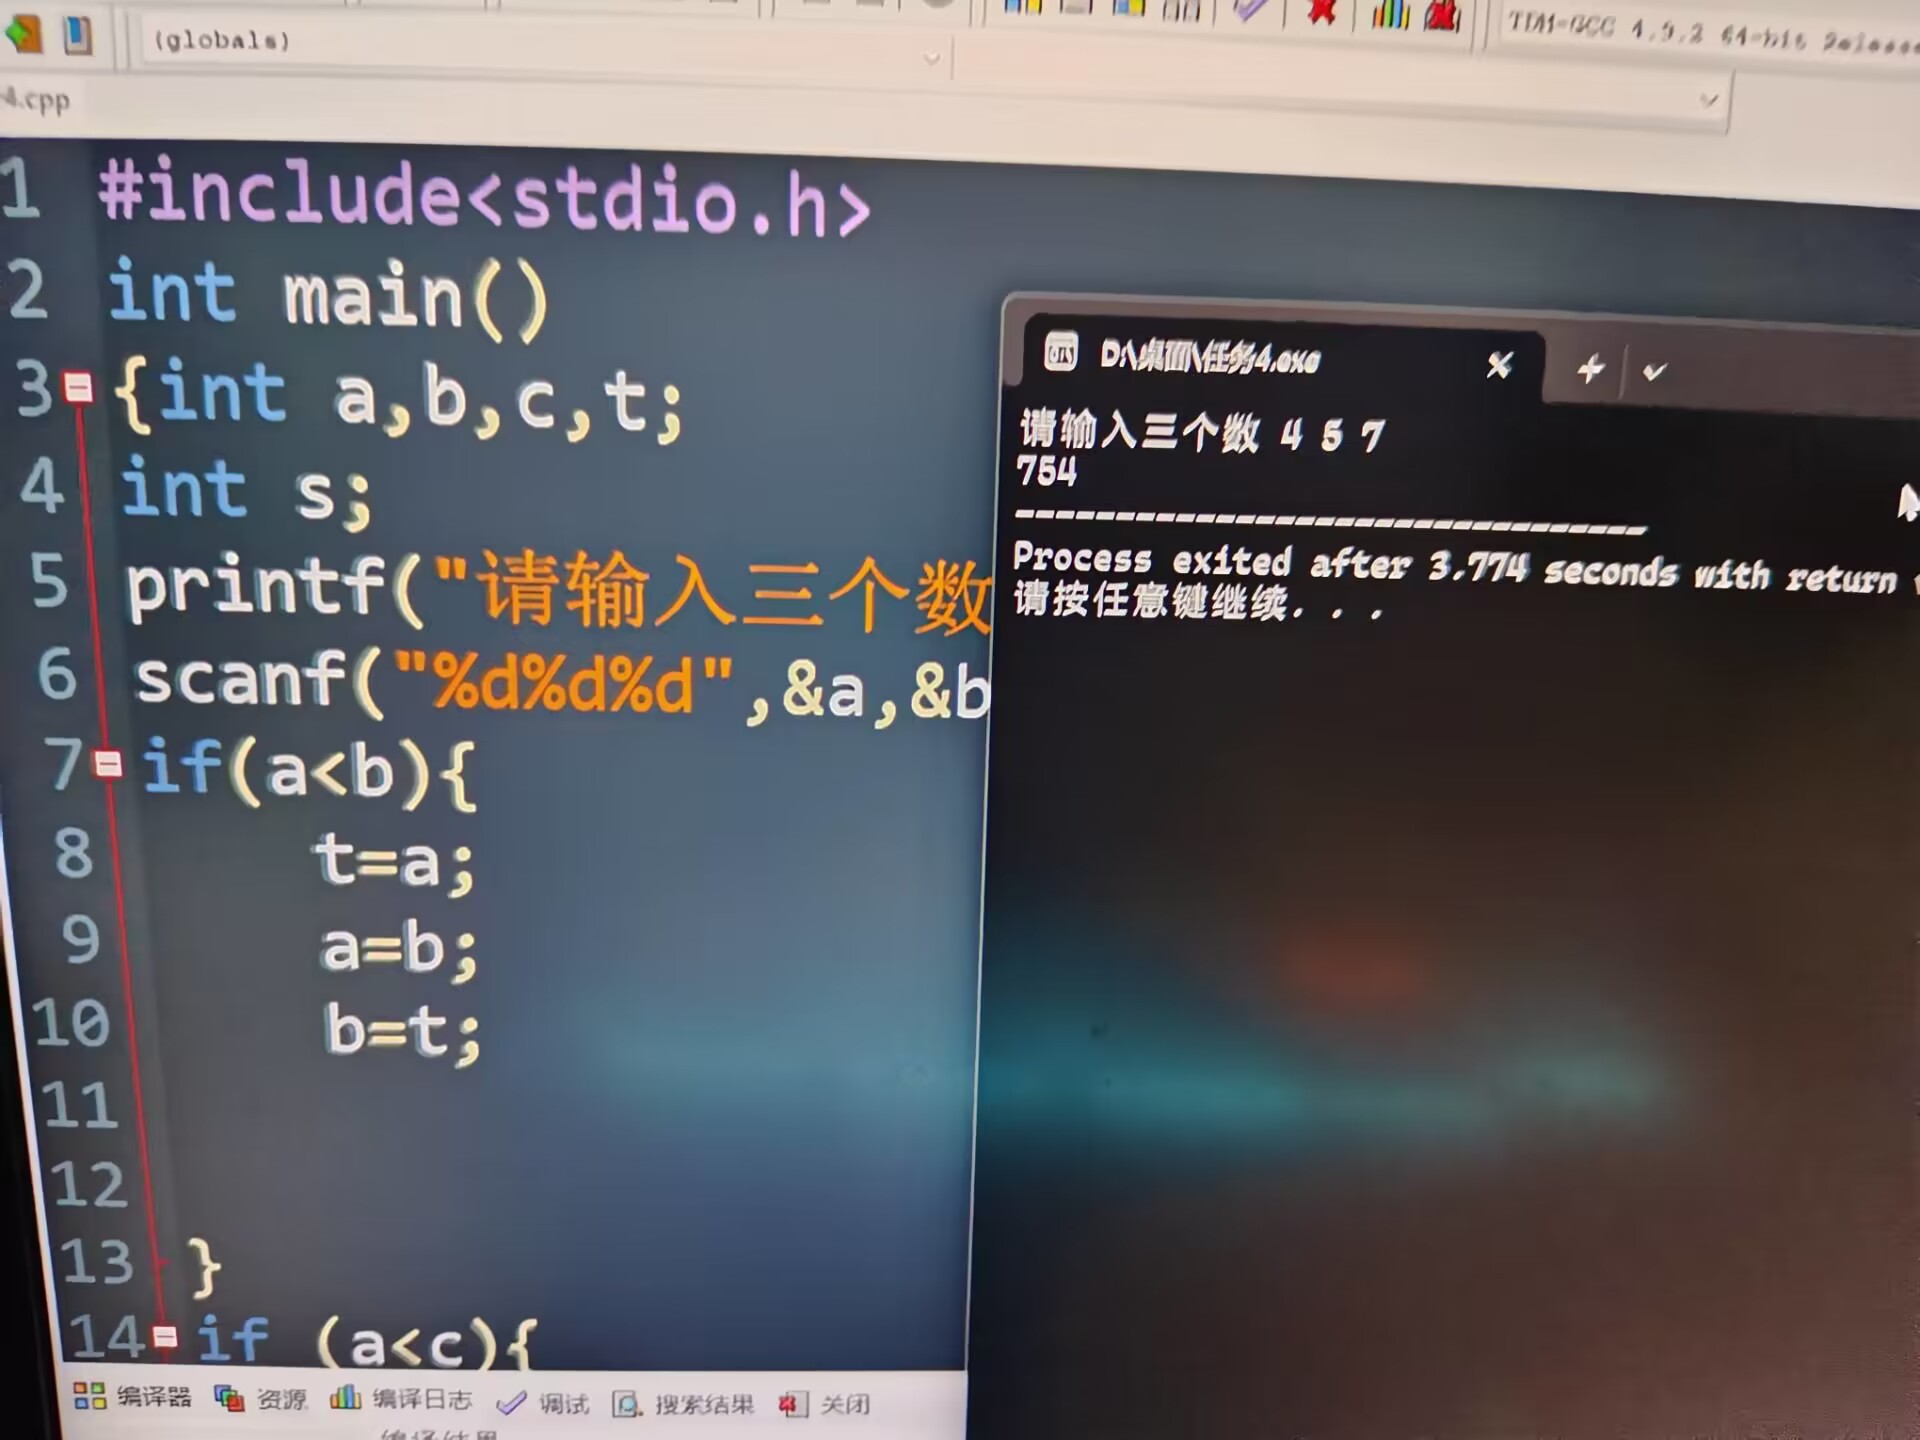 (globals)
TDM-GCC 4.9.2 64-bit Release
4.cpp
1 #include<stdio.h>
2 int main()
3 {int a,b,c,t;
4 int s;
5 printf("请输入三个数
6 scanf("%d%d%d",&a,&b
7 if(a<b){
8 t=a;
9 a=b;
10 b=t;
11
12
13 }
14 if (a<c){
D:\桌面\任务4.exe
请输入三个数 4 5 7
754
--------------------------------
Process exited after 3.774 seconds with return
请按任意键继续. . .
编译器 资源 编译日志 调试 搜索结果 关闭
编译结果